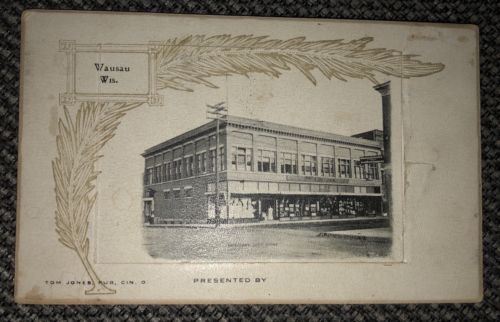 Wausau
Wis.
TOM JONES, PUB, CIN. O
PRESENTED BY